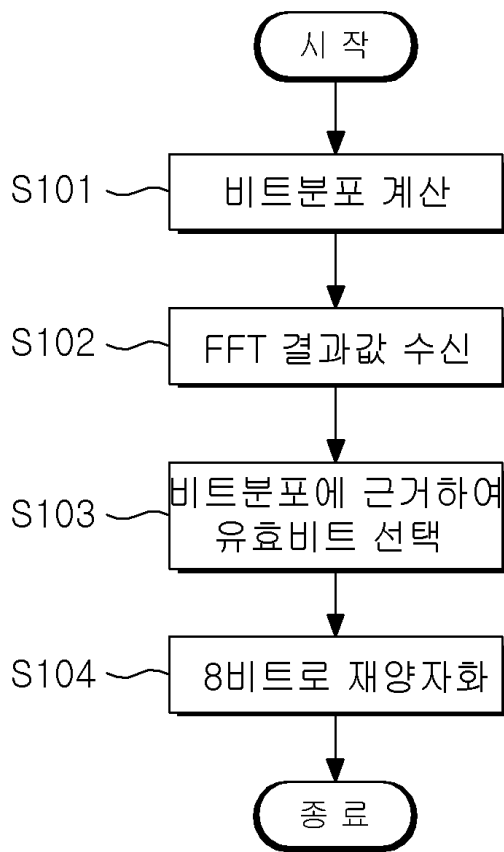 시 작
S101 비트분포 계산
S102 FFT 결과값 수신
S103 비트분포에 근거하여
유효비트 선택
S104 8비트로 재양자화
종 료